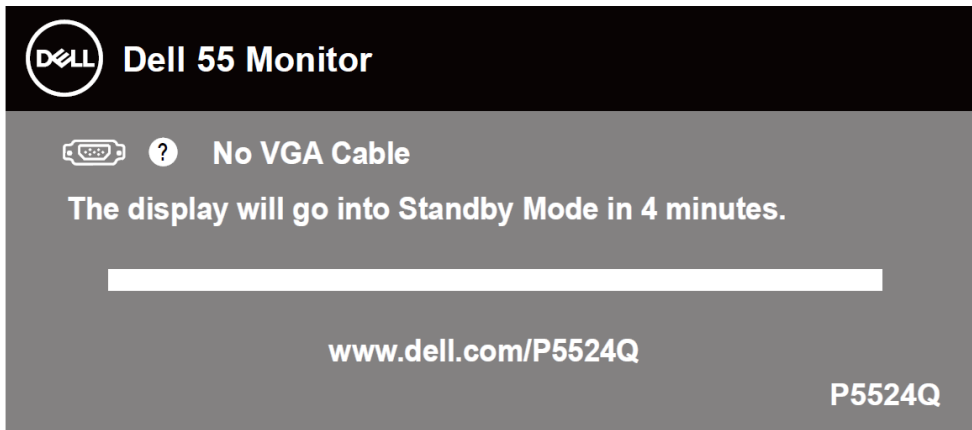 DELL Dell 55 Monitor
? No VGA Cable
The display will go into Standby Mode in 4 minutes.
www.dell.com/P5524Q
P5524Q